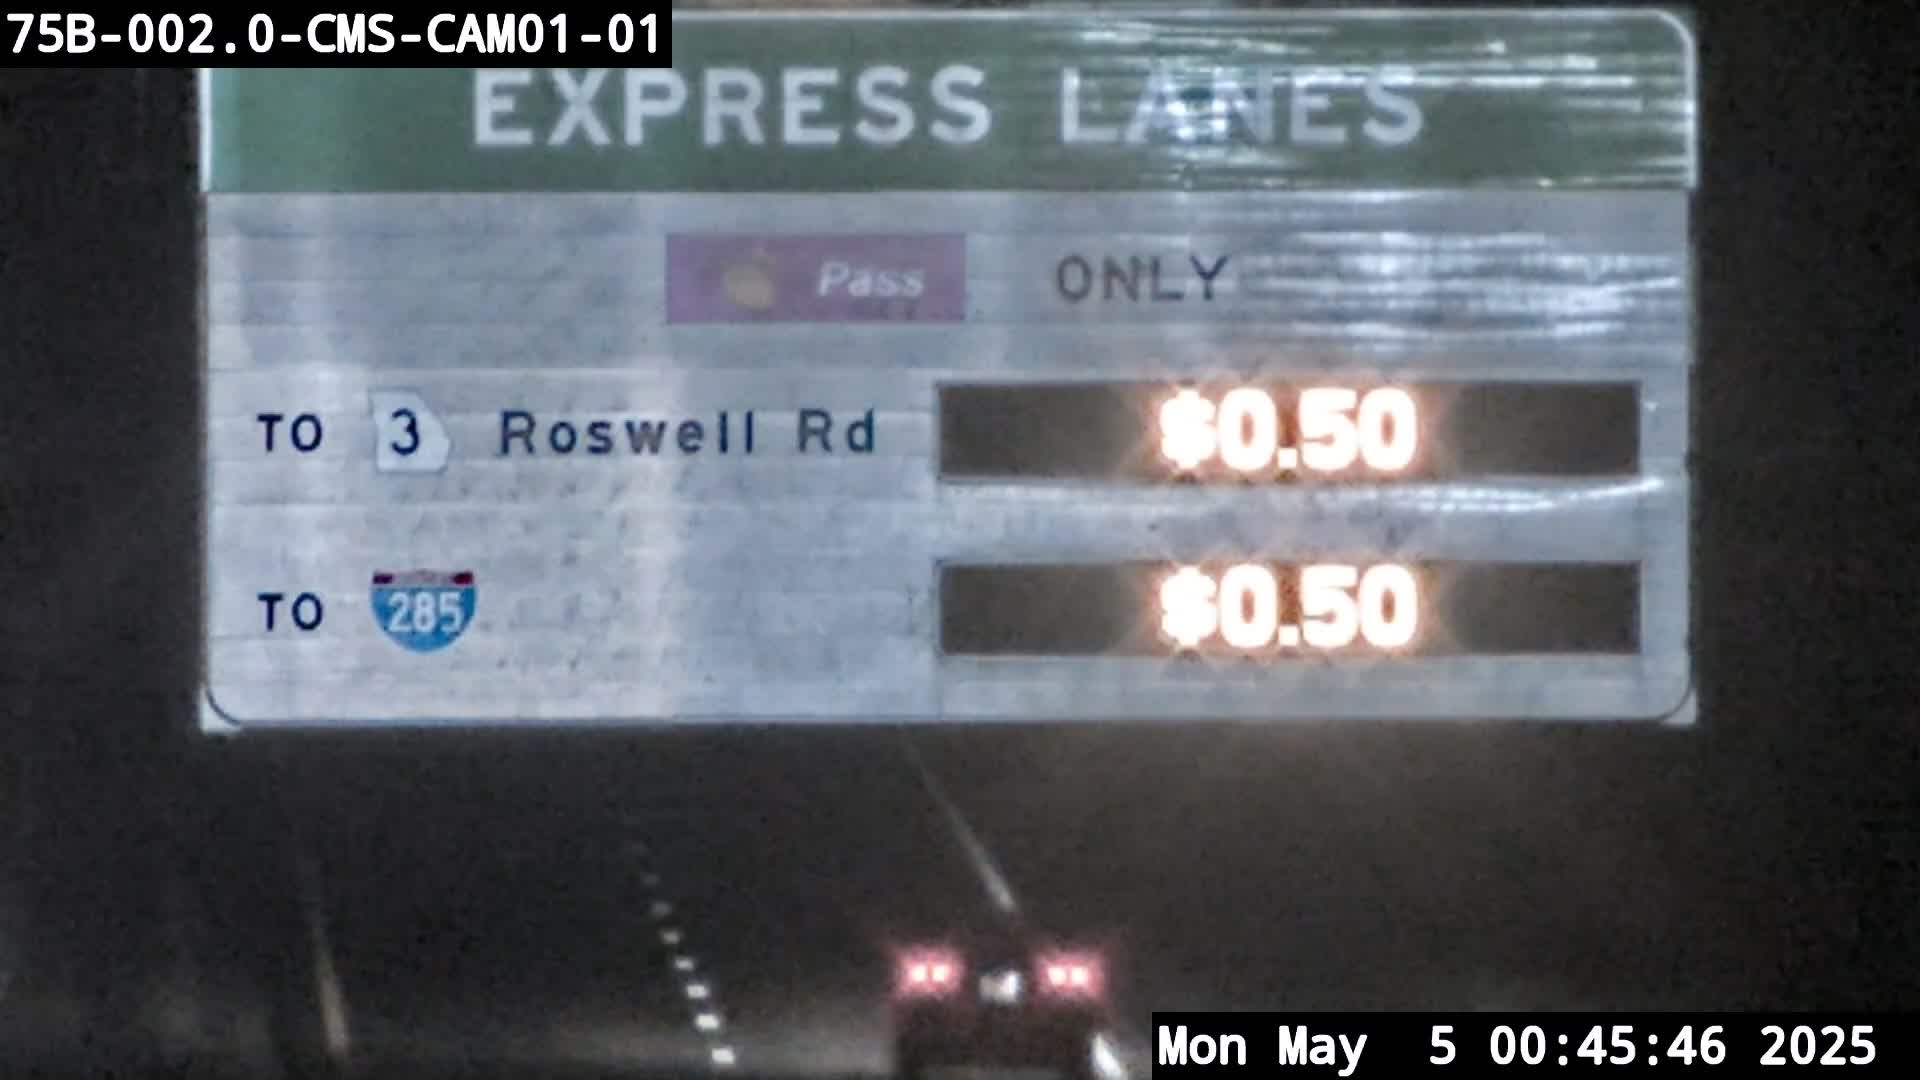 75B-002.0-CMS-CAM01-01
EXPRESS LANES
Pass ONLY
TO 3 Roswell Rd $0.50
TO 285 $0.50
Mon May 5 00:45:46 2025